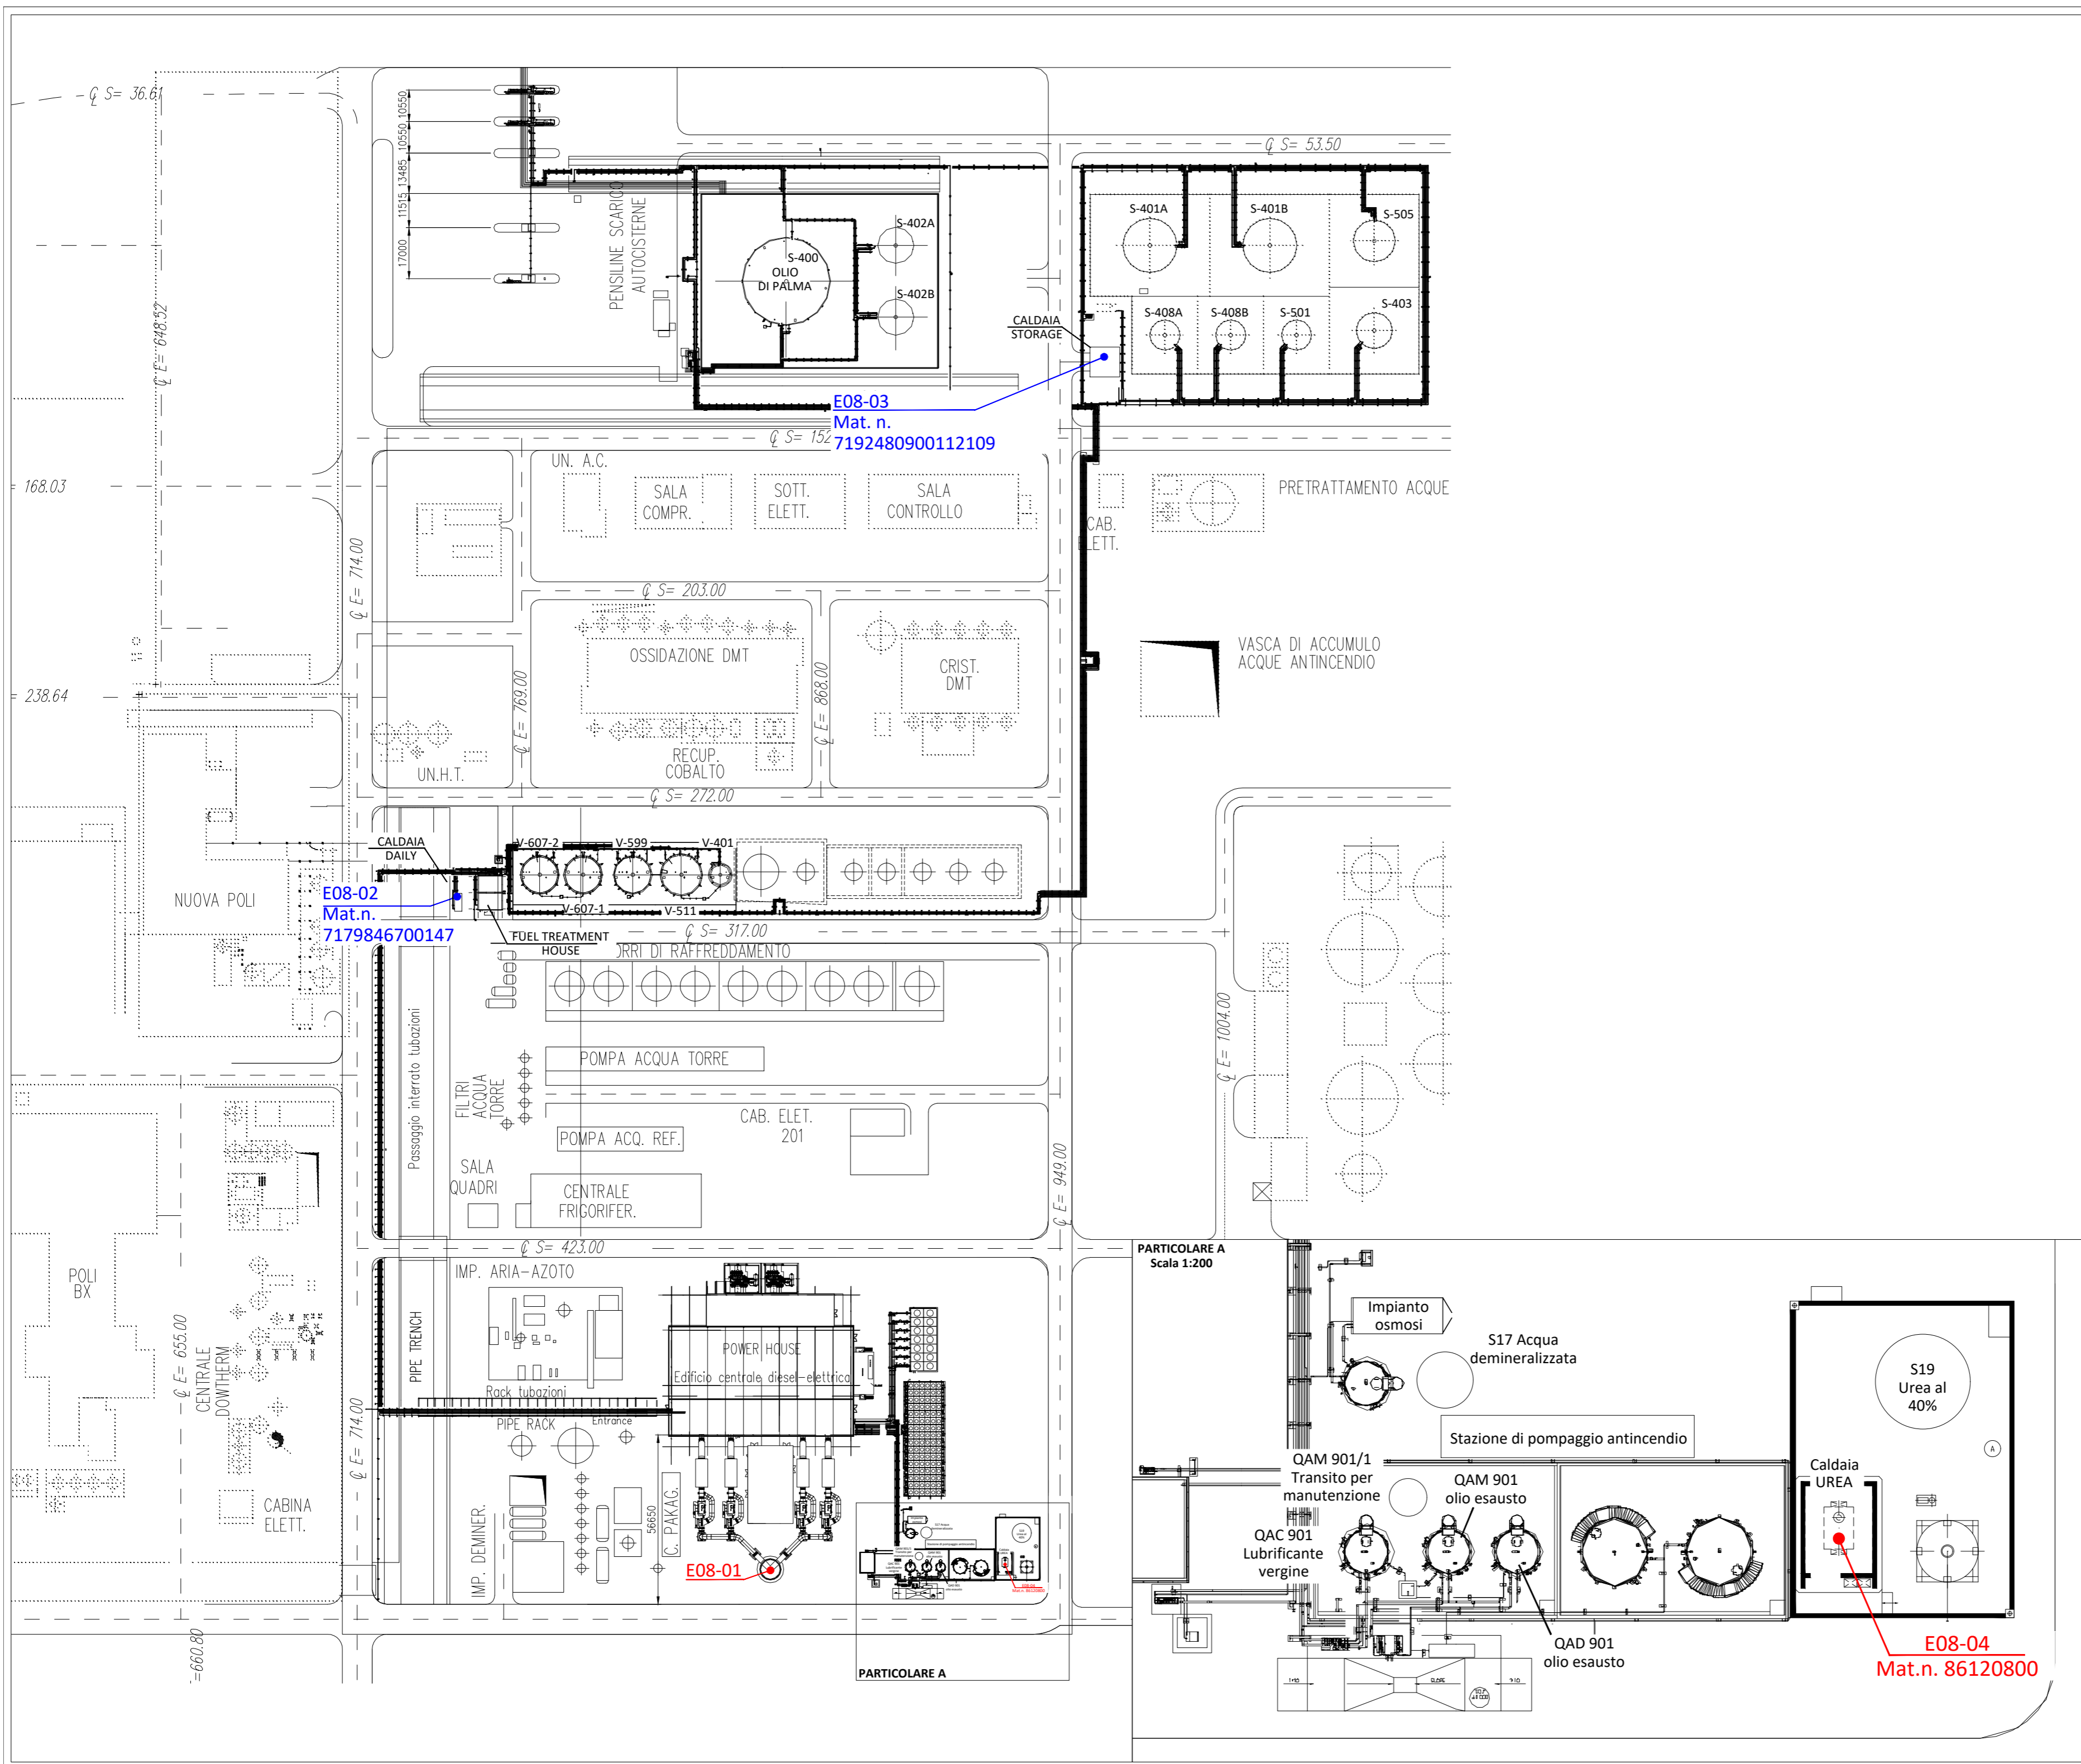 ℄ S= 36.61
10550
10550
13485
11515
17000
℄ S= 53.50
PENSILINE SCARICO
AUTOCISTERNE
S-402A
S-400
OLIO
DI PALMA
S-402B
S-401A
S-401B
S-505
S-408A
S-408B
S-501
S-403
CALDAIA
STORAGE
℄ E= 648.52
E08-03
Mat. n.
7192480900112109
℄ S= 152
UN. A.C.
SALA
COMPR.
SOTT.
ELETT.
SALA
CONTROLLO
CAB.
ELETT.
PRETRATTAMENTO ACQUE
= 168.03
℄ E= 714.00
℄ S= 203.00
OSSIDAZIONE DMT
CRIST.
DMT
VASCA DI ACCUMULO
ACQUE ANTINCENDIO
= 238.64
℄ E= 769.00
℄ E= 868.00
RECUP.
COBALTO
UN.H.T.
℄ S= 272.00
CALDAIA
DAILY
V-607-2
V-599
V-401
V-607-1
V-511
NUOVA POLI
E08-02
Mat.n.
7179846700147
FUEL TREATMENT
HOUSE
℄ S= 317.00
ORRI DI RAFFREDDAMENTO
Passaggio interrato tubazioni
POMPA ACQUA TORRE
FILTRI
ACQUA
TORRE
CAB. ELET.
201
POMPA ACQ. REF.
SALA
QUADRI
CENTRALE
FRIGORIFER.
℄ E= 949.00
℄ E= 1004.00
℄ S= 423.00
POLI
BX
℄ E= 655.00
CENTRALE
DOWTHERM
℄ E= 714.00
PIPE TRENCH
IMP. ARIA-AZOTO
POWER HOUSE
Edificio centrale diesel-elettrica
Rack tubazioni
PIPE RACK
Entrance
CABINA
ELETT.
IMP. DEMINER.
56650
C. PAKAG.
E08-01
=660.80
PARTICOLARE A
PARTICOLARE A
Scala 1:200
Impianto
osmosi
S17 Acqua
demineralizzata
S19
Urea al
40%
Stazione di pompaggio antincendio
A
QAM 901/1
Transito per
manutenzione
QAM 901
olio esausto
Caldaia
UREA
QAC 901
Lubrificante
vergine
QAD 901
olio esausto
E08-04
Mat.n. 86120800